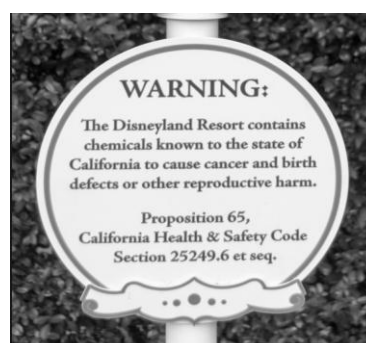 WARNING:
The Disneyland Resort contains
chemicals known to the state of
California to cause cancer and birth
defects or other reproductive harm.
Proposition 65,
California Health & Safety Code
Section 25249.6 et seq.